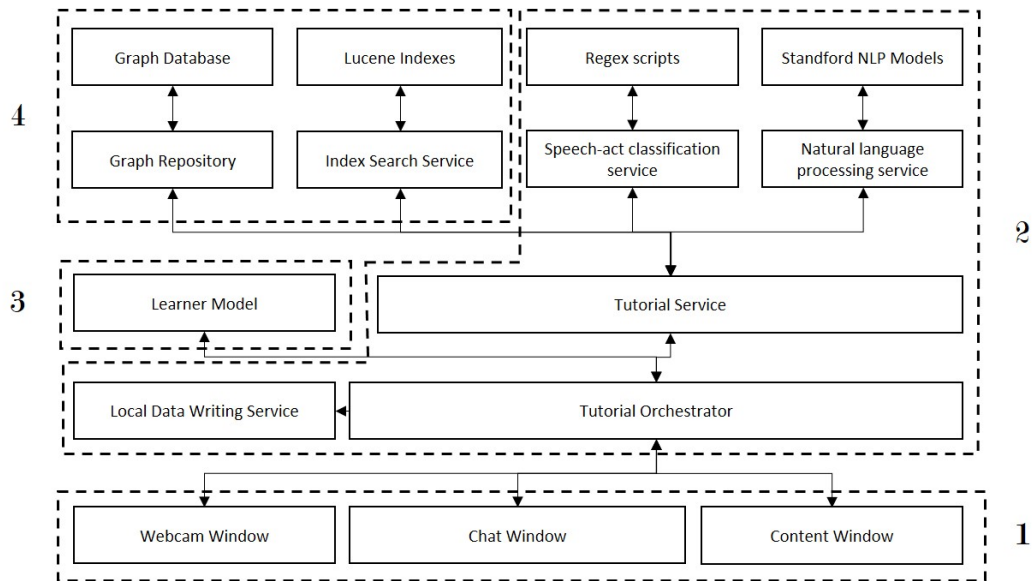 Graph Database
Lucene Indexes
Regex scripts
Standford NLP Models
4
Graph Repository
Index Search Service
Speech-act classification
service
Natural language
processing service
2
3
Learner Model
Tutorial Service
Local Data Writing Service
Tutorial Orchestrator
Webcam Window
Chat Window
Content Window
1